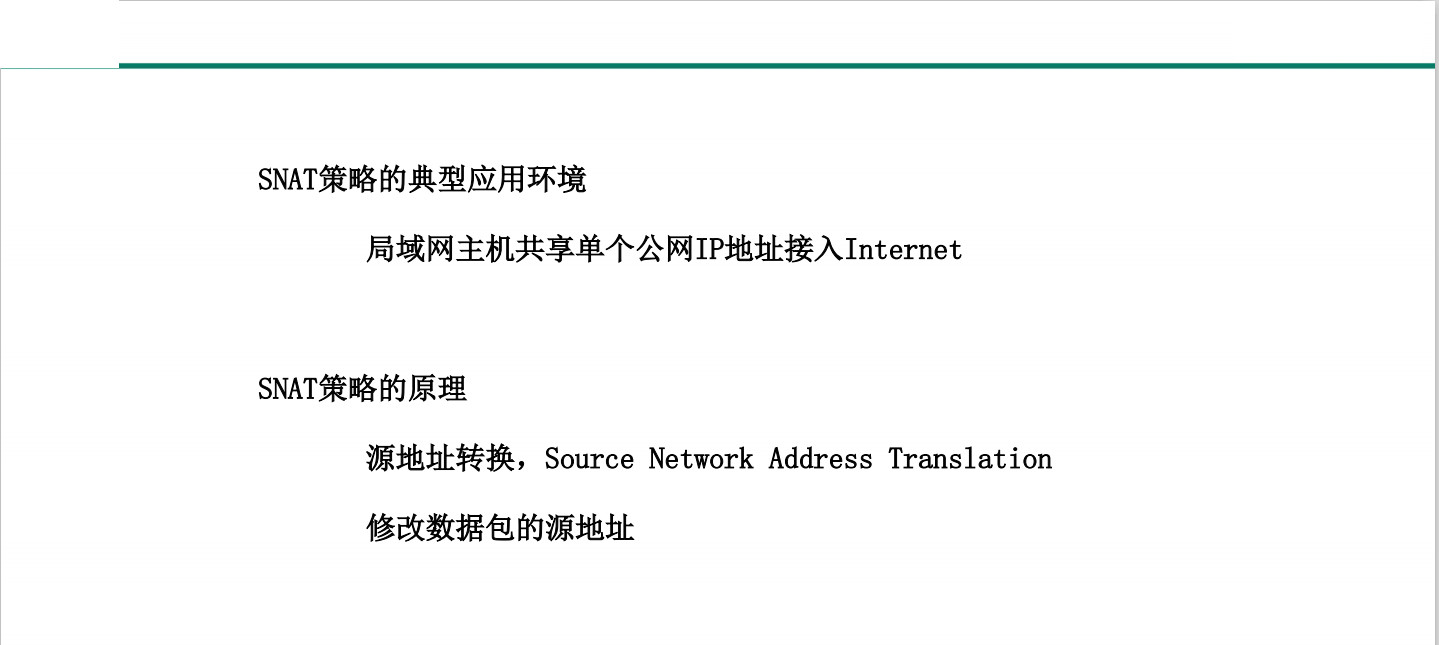 SNAT策略的典型应用环境
局域网主机共享单个公网IP地址接入Internet
SNAT策略的原理
源地址转换，Source Network Address Translation
修改数据包的源地址